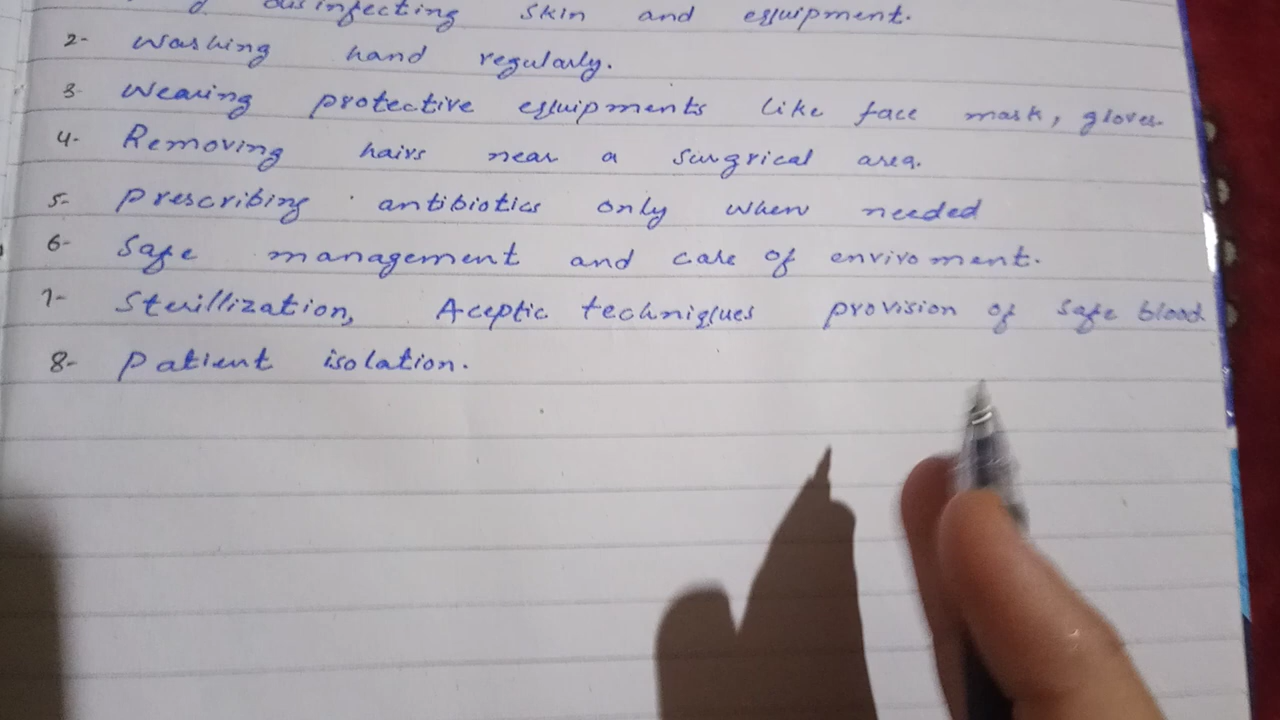 disinfecting skin and equipment.
2- Washing hand regularly.
3- Wearing protective equipments like face mask, gloves.
4- Removing hairs near a surgrical area.
5- Prescribing antibiotics only when needed
6- Safe management and care of enviroment.
7- Sterillization, Aceptic techniques provision of safe blood
8- Patient isolation.